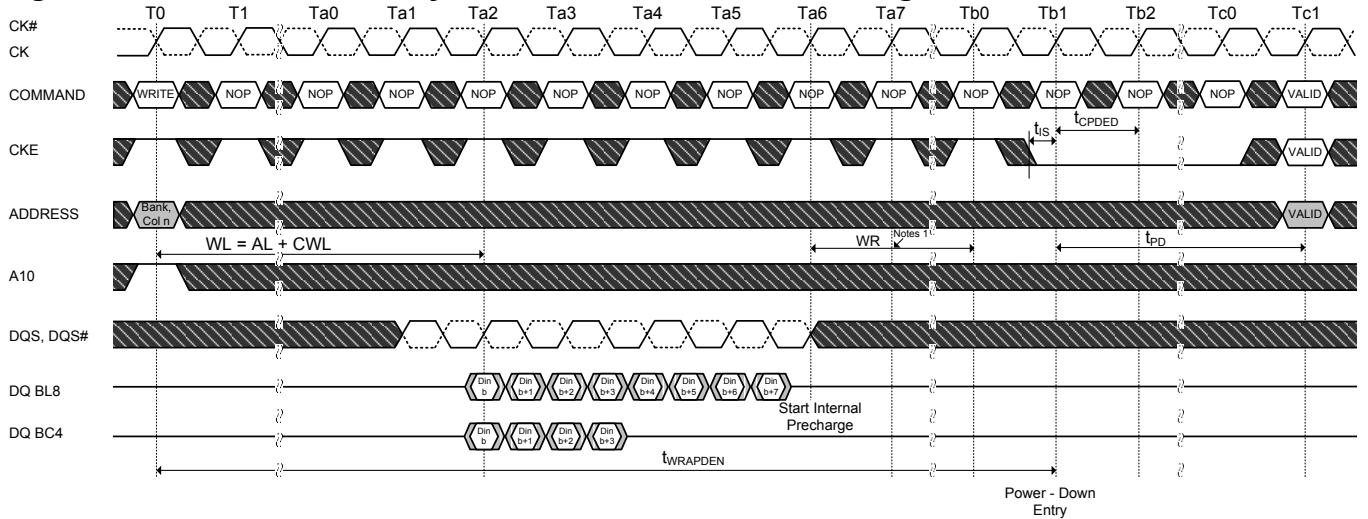 T0 T1 Ta0 Ta1 Ta2 Ta3 Ta4 Ta5 Ta6 Ta7 Tb0 Tb1 Tb2 Tc0 Tc1
CK#
CK
COMMAND WRITE NOP NOP NOP NOP NOP NOP NOP NOP NOP NOP NOP NOP NOP VALID
tIS tCPDED
CKE VALID
ADDRESS Bank, Col n VALID
WL = AL + CWL WR Notes 1 tPD
A10
DQS, DQS#
DQ BL8 Din b Din b+1 Din b+2 Din b+3 Din b+4 Din b+5 Din b+6 Din b+7
Start Internal
Precharge
DQ BC4 Din b Din b+1 Din b+2 Din b+3
tWRAPDEN
Power - Down
Entry